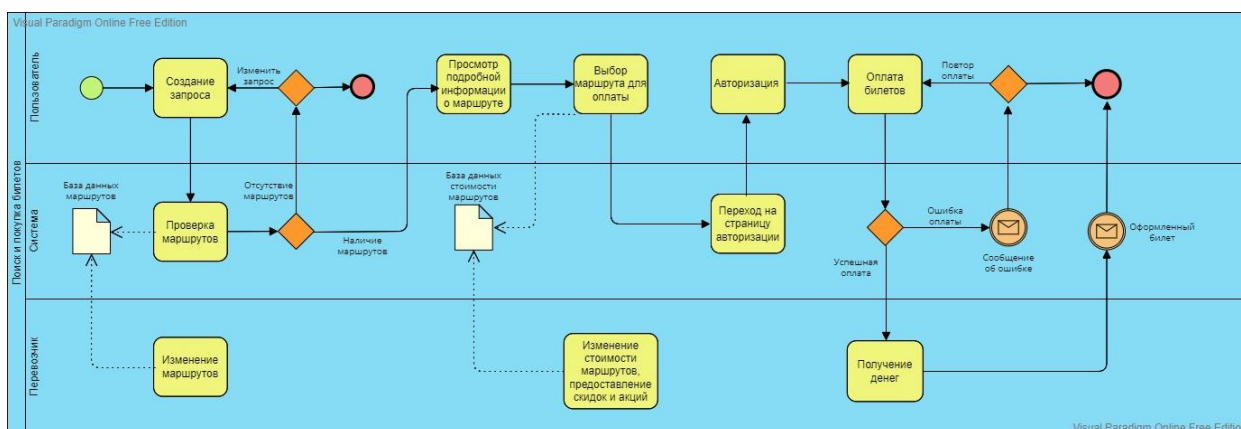 Visual Paradigm Online Free Edition
Поиск и покупка билетов
Пользователь
Создание
запроса
Изменить
запрос
Просмотр
подробной
информации
о маршруте
Выбор
маршрута для
оплаты
Авторизация
Оплата
билетов
Повтор
оплаты
Система
База данных
маршрутов
Проверка
маршрутов
Отсутствие
маршрутов
Наличие
маршрутов
База данных
стоимости
маршрутов
Переход на
страницу
авторизации
Ошибка
оплаты
Успешная
оплата
Сообщение
об ошибке
Оформленный
билет
Перевозчик
Изменение
маршрутов
Изменение
стоимости
маршрутов,
предоставление
скидок и акций
Получение
денег
Visual Paradigm Online Free Edition